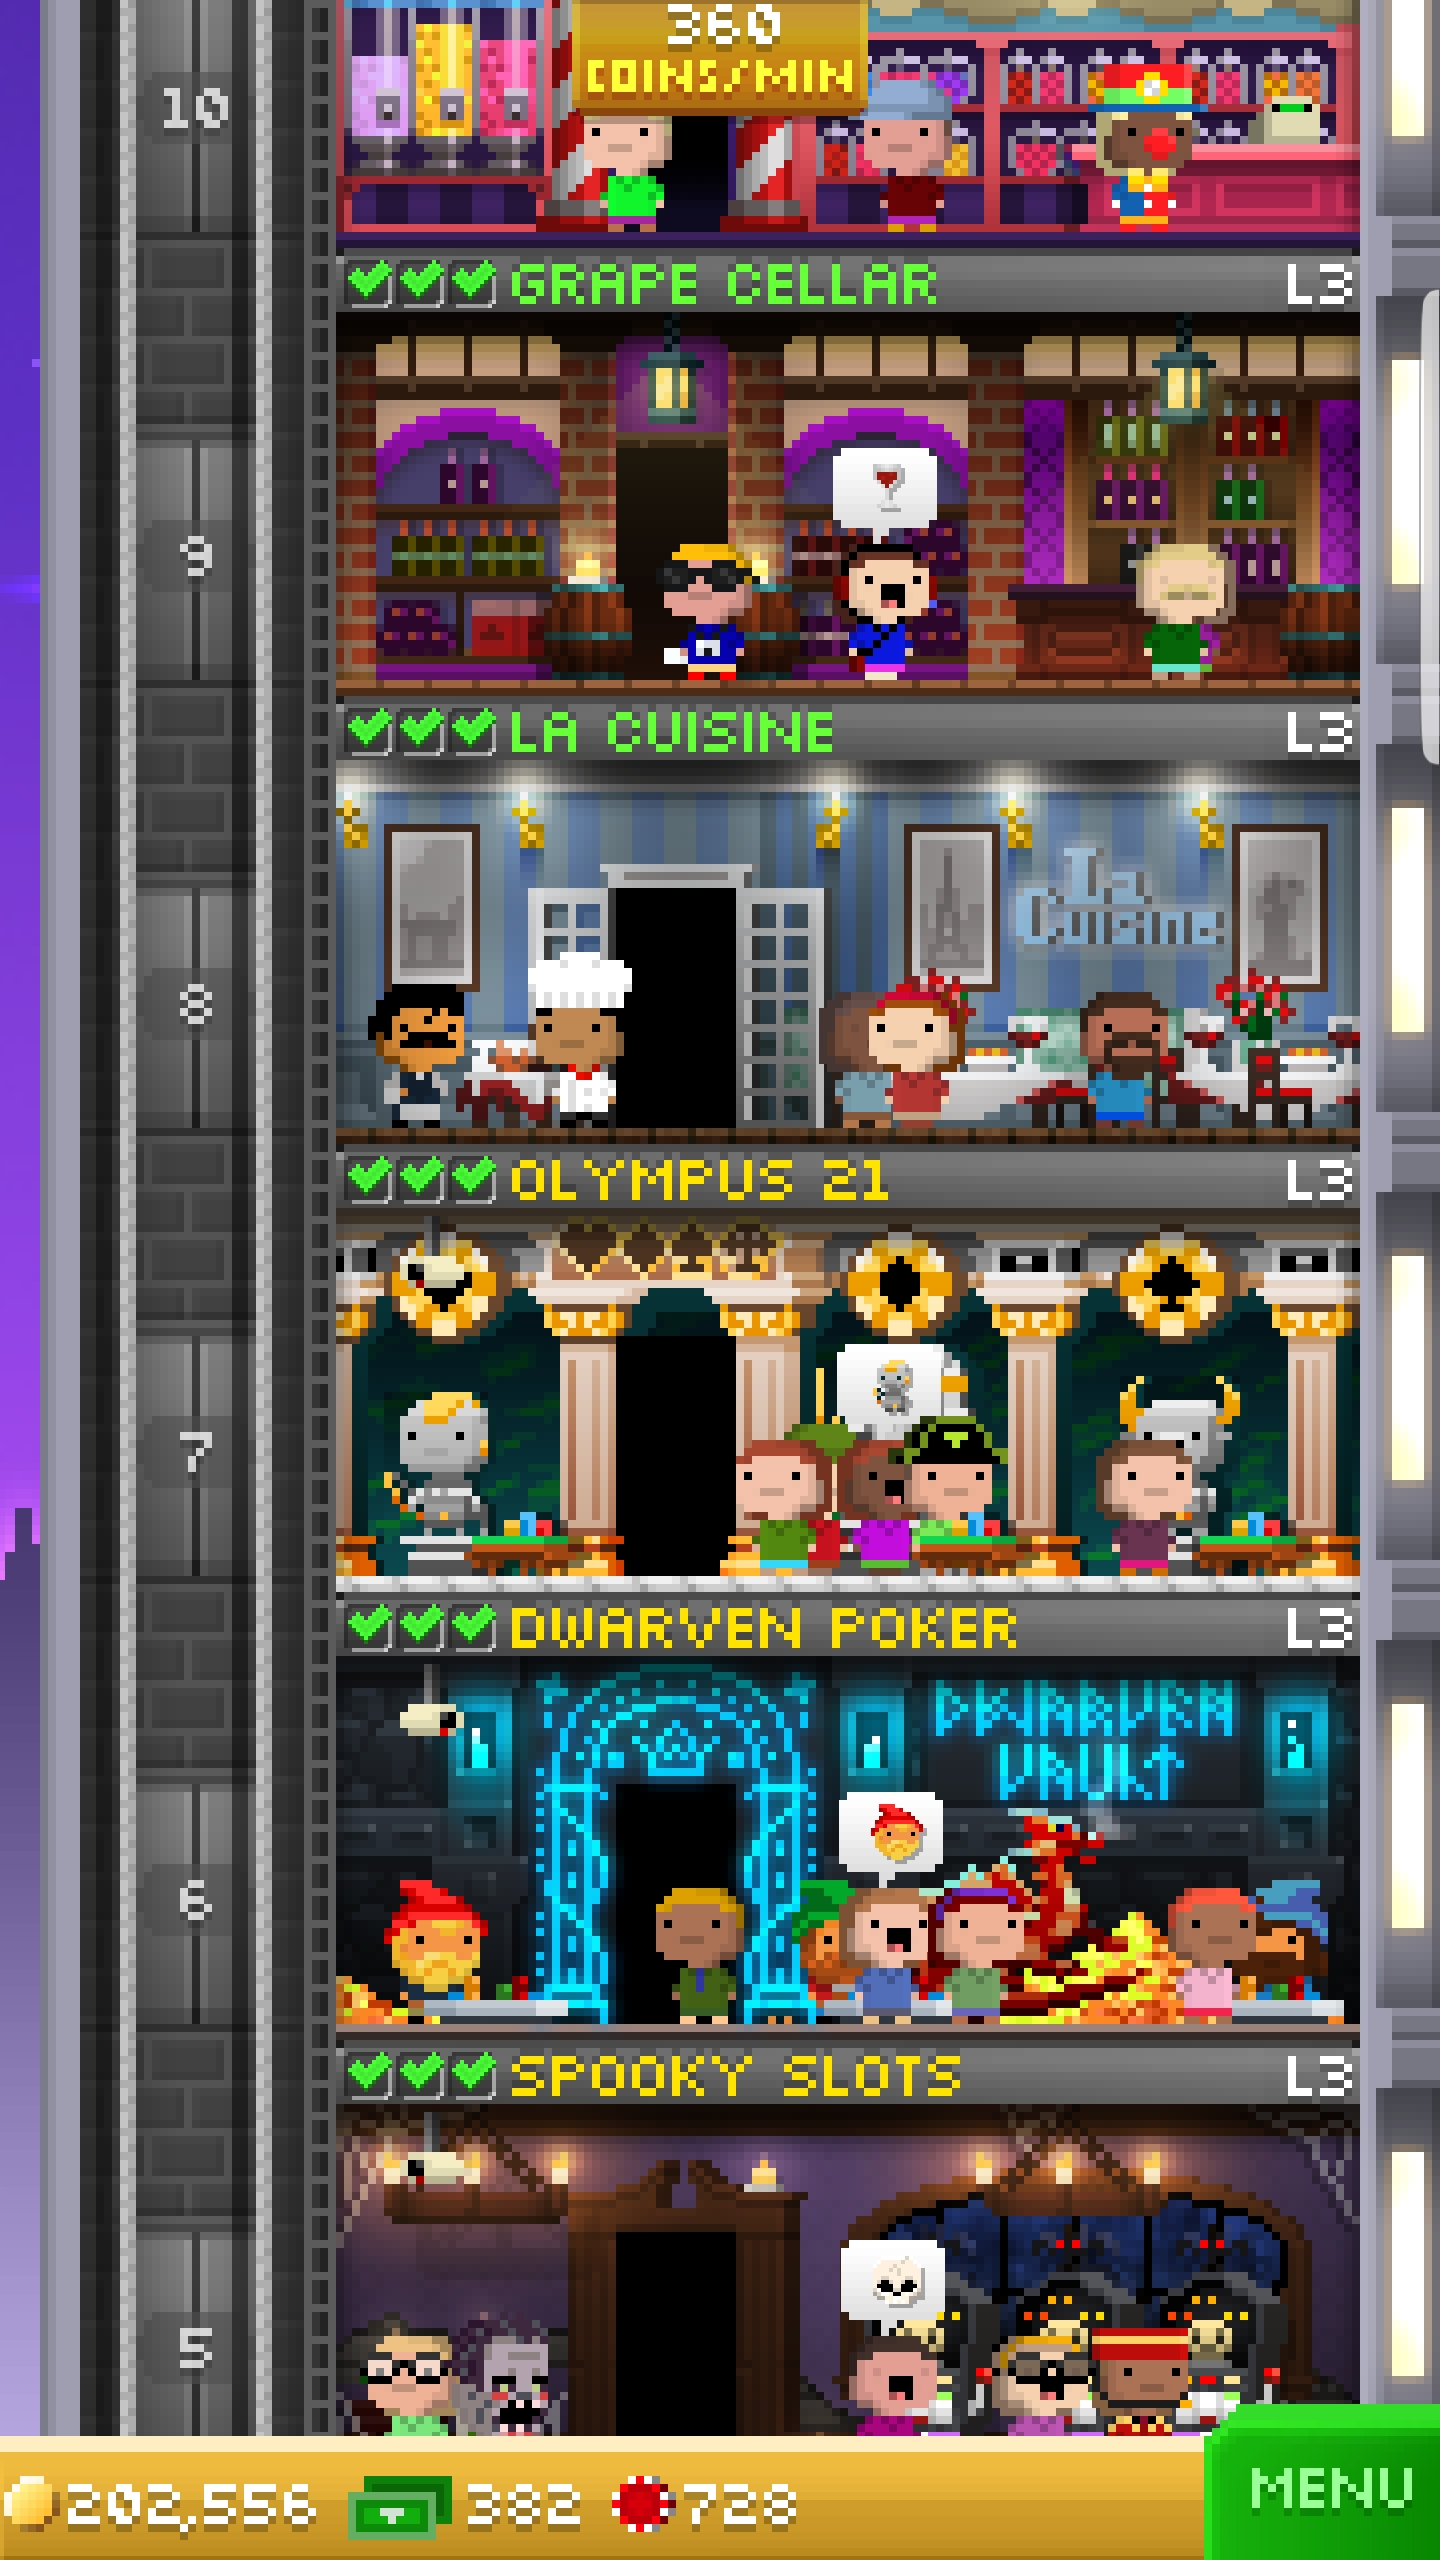 360
COINS/MIN
10
GRAPE CELLAR L3
9
LA CUISINE L3
La
Cuisine
8
OLYMPUS 21 L3
7
DWARVEN POKER L3
DWARVEN
VAULT
6
SPOOKY SLOTS L3
5
202,556 382 728 MENU